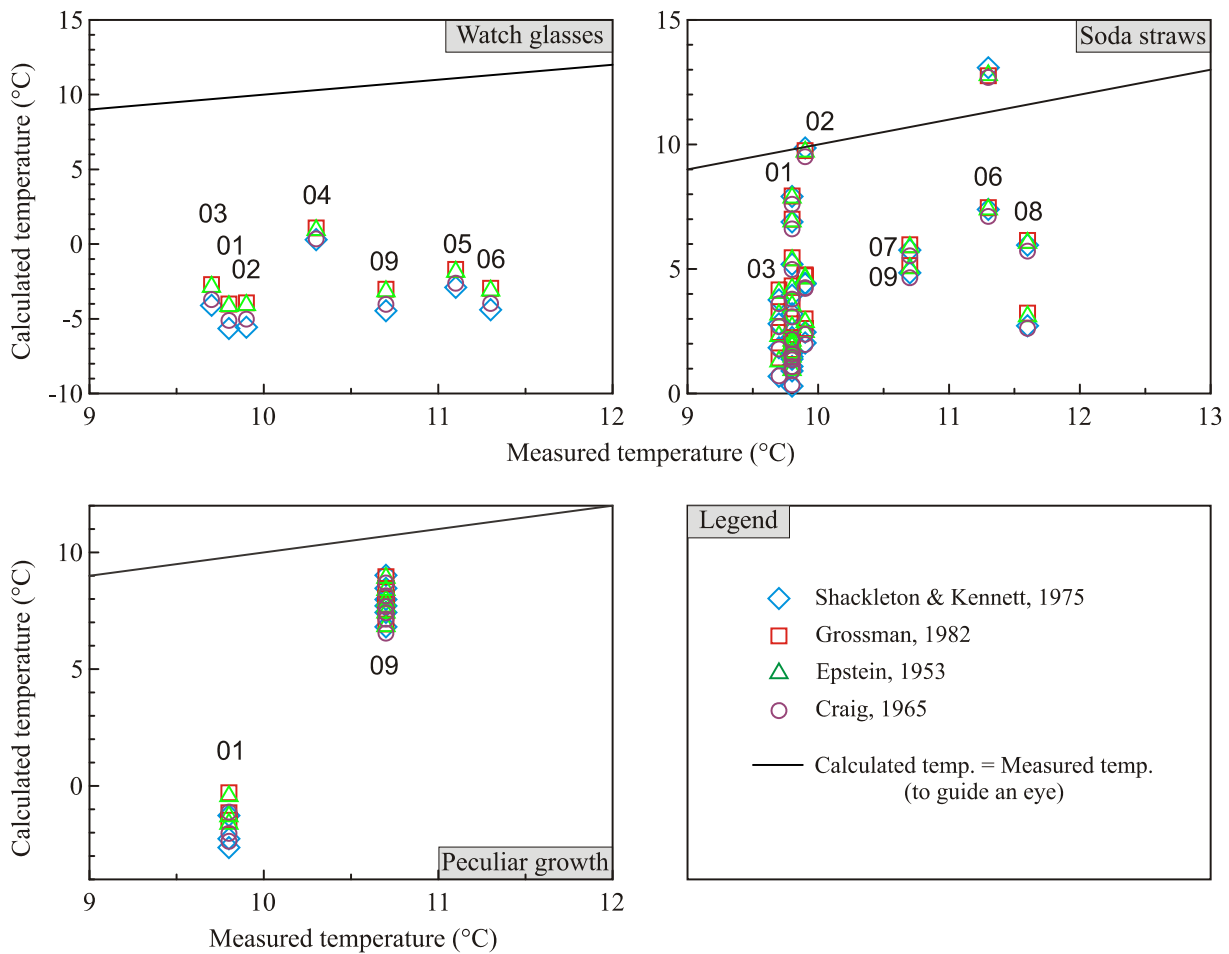 15
10
5
0
-5
-10
Calculated temperature (°C)
Watch glasses
03
01
02
04
09
05
06
9
10
11
12
15
10
5
0
Calculated temperature (°C)
Soda straws
02
01
03
07
09
06
08
9
10
11
12
13
Measured temperature (°C)
10
5
0
Calculated temperature (°C)
09
01
Peculiar growth
9
10
11
12
Measured temperature (°C)
Legend
Shackleton & Kennett, 1975
Grossman, 1982
Epstein, 1953
Craig, 1965
Calculated temp. = Measured temp.
(to guide an eye)